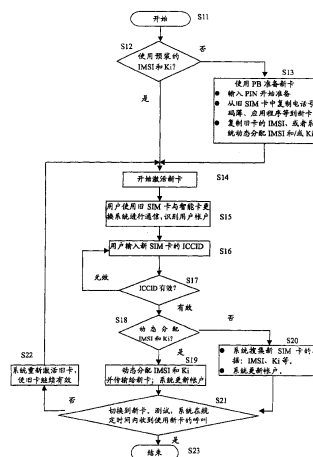 开始
S11
S12
使用预装的
IMSI 和 Ki?
否
是
S13
使用 PB 准备新卡
● 输入 PIN 开始准备
● 从旧 SIM 卡中复制电话号
码薄、应用程序等到新卡
● 复制旧卡的 IMSI、或者系
统动态分配 IMSI 和/或 Ki
开始激活新卡
S14
用户使用旧 SIM 卡与智能卡更
换系统进行通信，识别用户帐户
S15
用户输入新 SIM 卡的 ICCID
S16
无效
S17
ICCID 有效?
有效
S18
动态分配
IMSI 和 Ki?
否
是
S19
动态分配 IMSI 和 Ki
并传输给新卡；系统更新帐户
S20
● 系统搜集新 SIM 卡的
据：IMSI、Ki 等。
● 系统更新帐户。
S22
系统重新激活旧卡，
使旧卡继续有效
S21
切换到新卡，测试，系统在规
定时间内收到使用新卡的呼叫
否
是
结束
S23